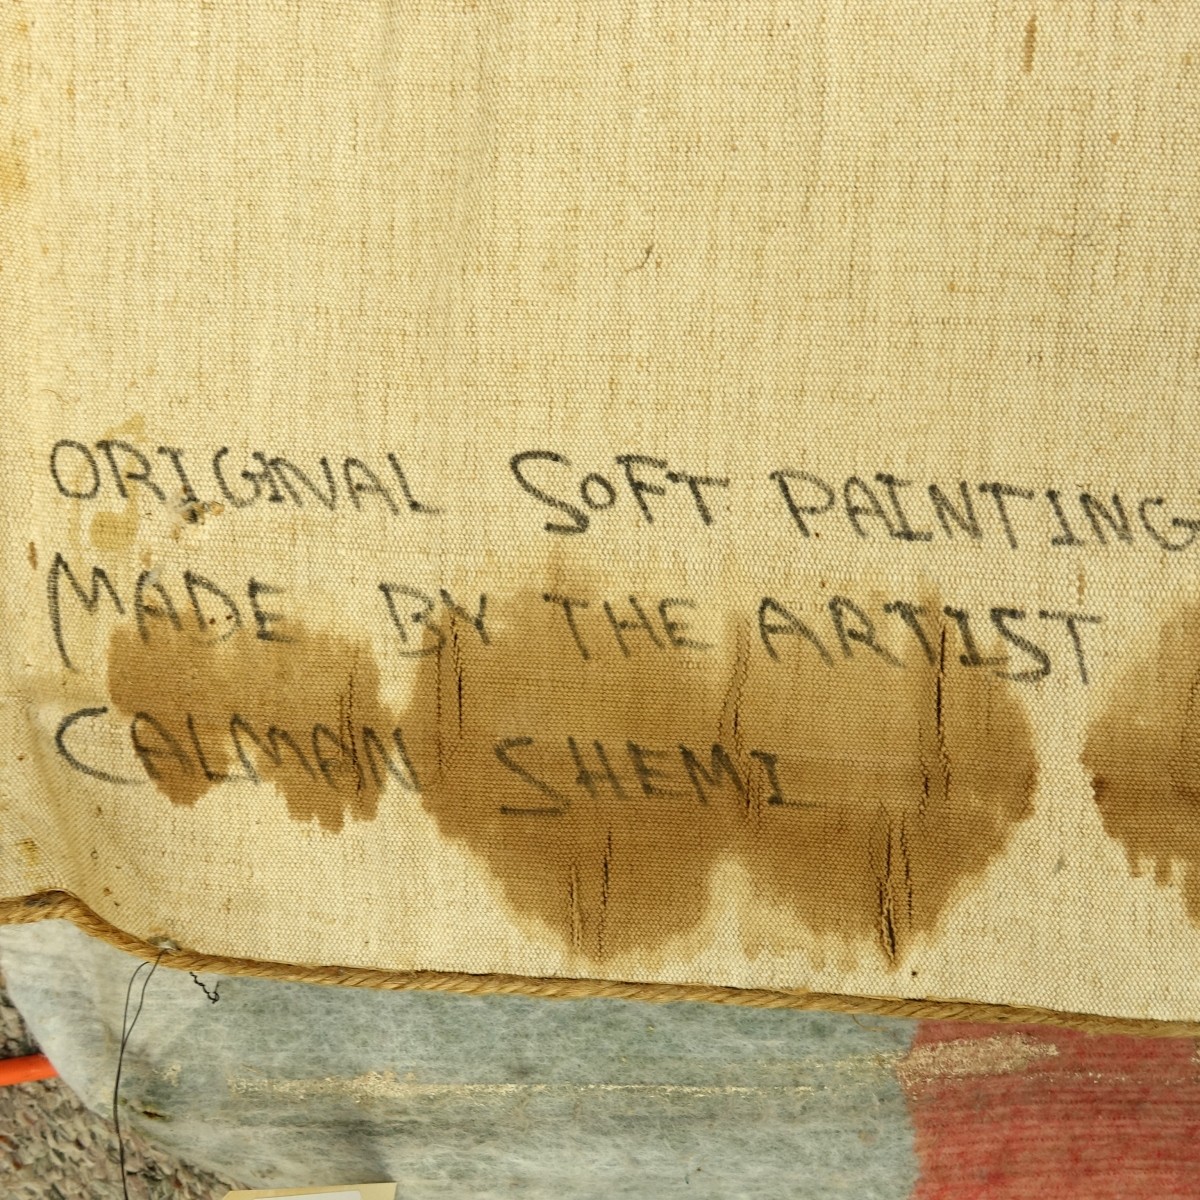 ORIGINAL SOFT PAINTING
MADE BY THE ARTIST
CALMAN SHEMI